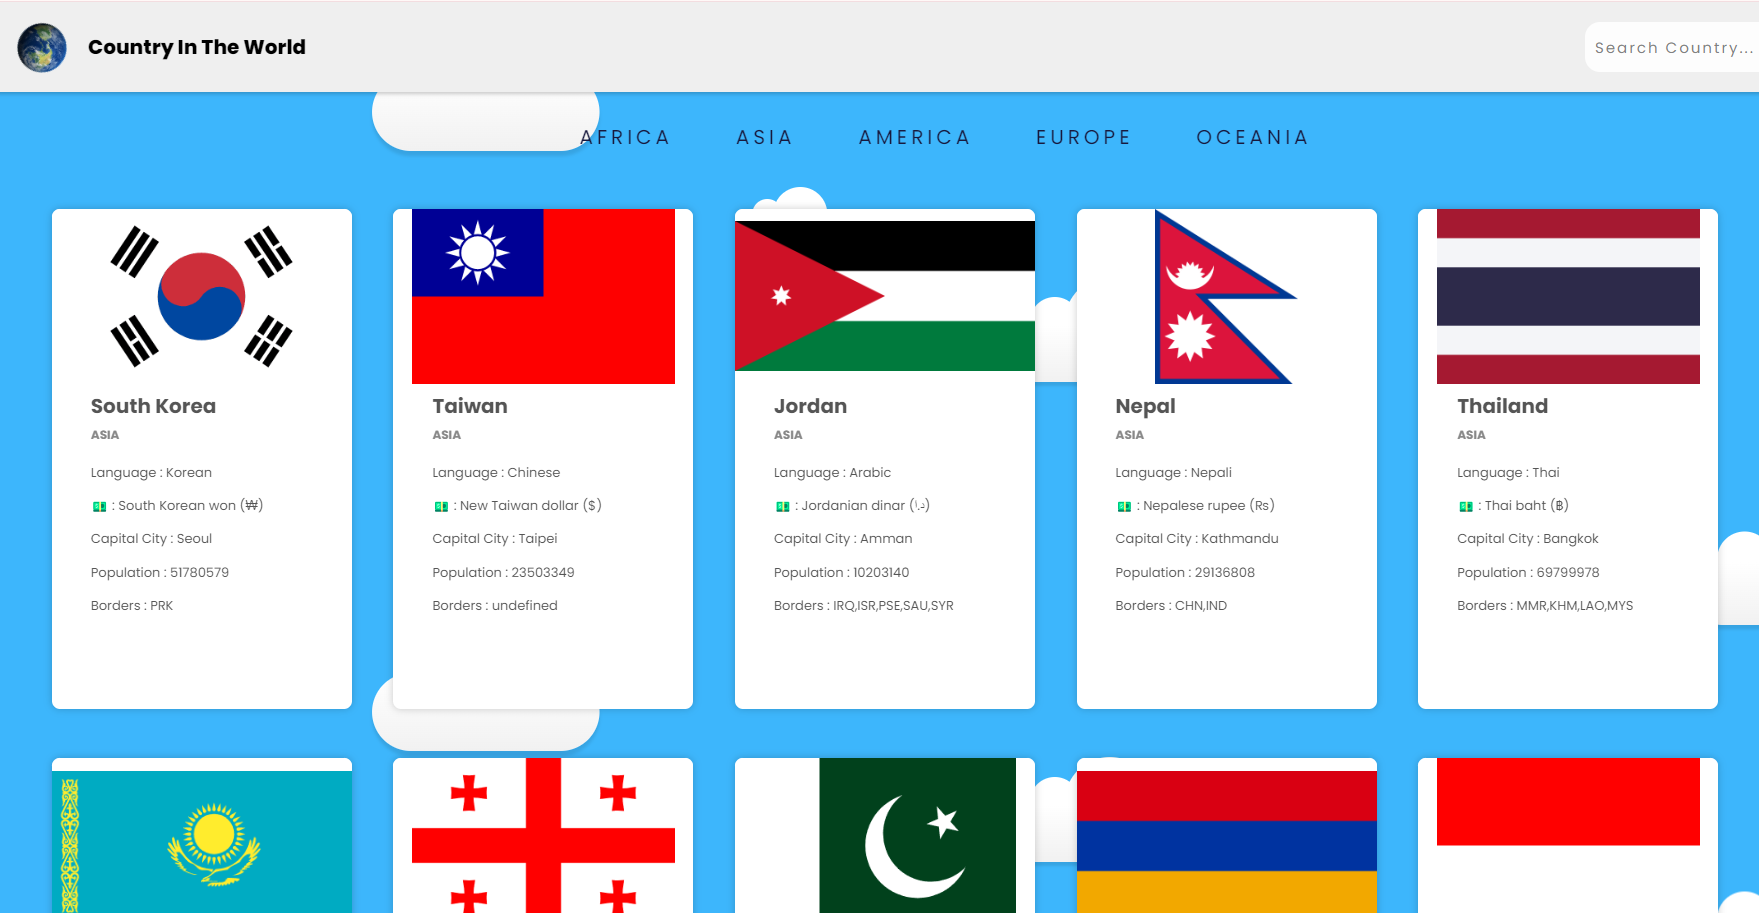 Country In The World
Search Country...
AFRICA ASIA AMERICA EUROPE OCEANIA
South Korea
ASIA
Language : Korean
💵 : South Korean won (₩)
Capital City : Seoul
Population : 51780579
Borders : PRK
Taiwan
ASIA
Language : Chinese
💵 : New Taiwan dollar ($)
Capital City : Taipei
Population : 23503349
Borders : undefined
Jordan
ASIA
Language : Arabic
💵 : Jordanian dinar (د.ا)
Capital City : Amman
Population : 10203140
Borders : IRQ,ISR,PSE,SAU,SYR
Nepal
ASIA
Language : Nepali
💵 : Nepalese rupee (₨)
Capital City : Kathmandu
Population : 29136808
Borders : CHN,IND
Thailand
ASIA
Language : Thai
💵 : Thai baht (฿)
Capital City : Bangkok
Population : 69799978
Borders : MMR,KHM,LAO,MYS